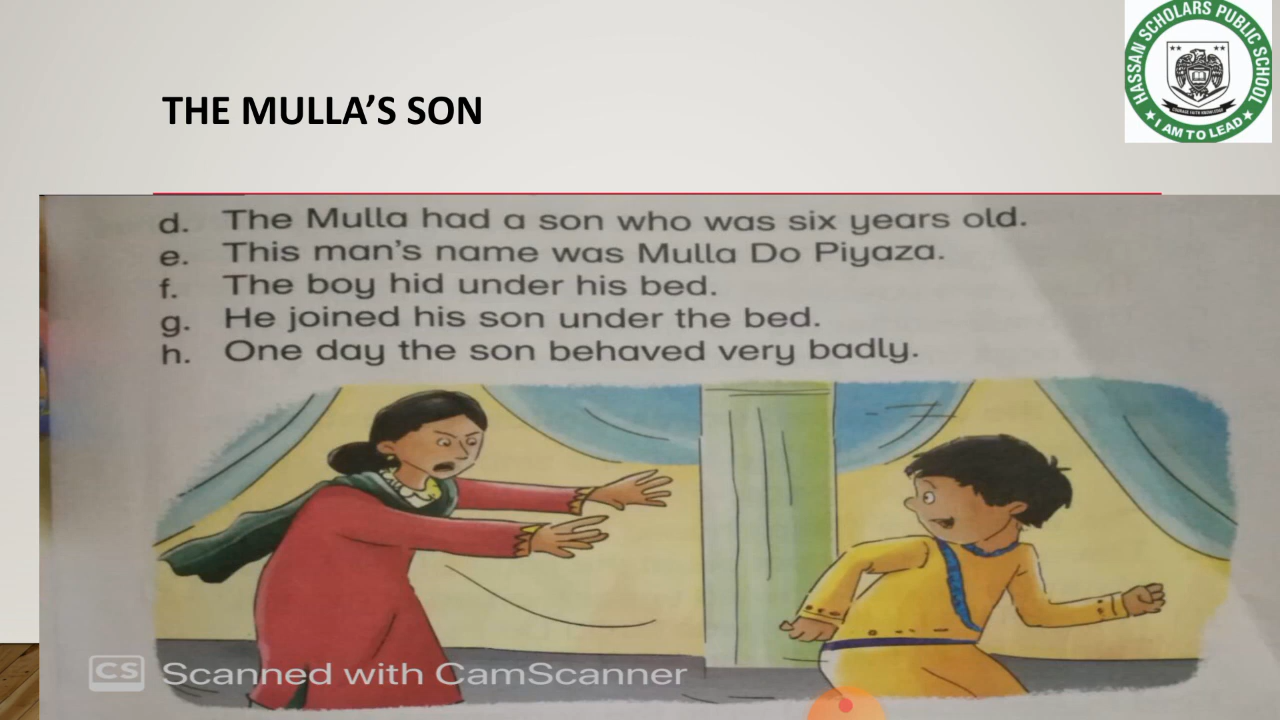 THE MULLA'S SON
HASSAN SCHOLARS PUBLIC SCHOOL
I AM TO LEAD
d. The Mulla had a son who was six years old.
e. This man's name was Mulla Do Piyaza.
f. The boy hid under his bed.
g. He joined his son under the bed.
h. One day the son behaved very badly.
CS Scanned with CamScanner